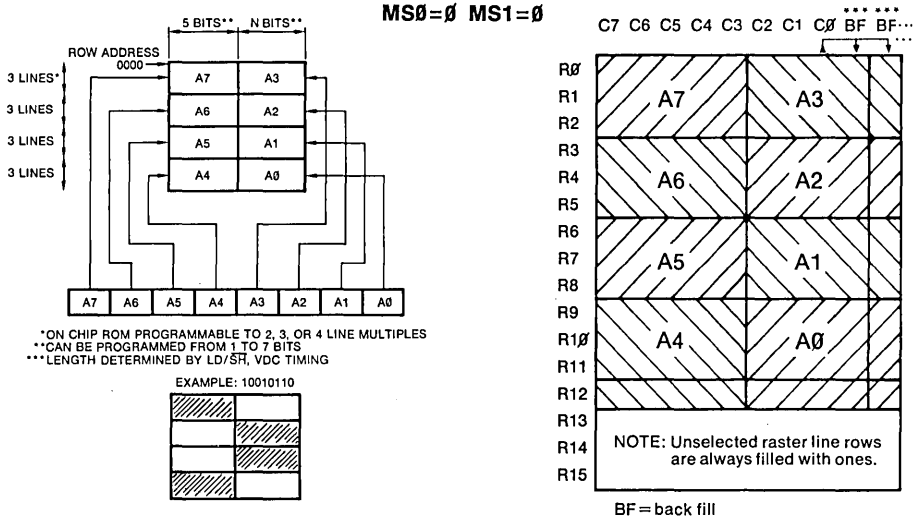 MSØ=Ø MS1=Ø
5 BITS** N BITS**
ROW ADDRESS
0000
3 LINES*
3 LINES
3 LINES
3 LINES
A7 A3
A6 A2
A5 A1
A4 AØ
A7 A6 A5 A4 A3 A2 A1 AØ
*ON CHIP ROM PROGRAMMABLE TO 2, 3, OR 4 LINE MULTIPLES
**CAN BE PROGRAMMED FROM 1 TO 7 BITS
***LENGTH DETERMINED BY LD/SH, VDC TIMING
EXAMPLE: 10010110
*** ***
C7 C6 C5 C4 C3 C2 C1 CØ BF BF...
RØ
R1
R2
R3
R4
R5
R6
R7
R8
R9
R1Ø
R11
R12
R13
R14
R15
A7 A3
A6 A2
A5 A1
A4 AØ
NOTE: Unselected raster line rows
are always filled with ones.
BF = back fill